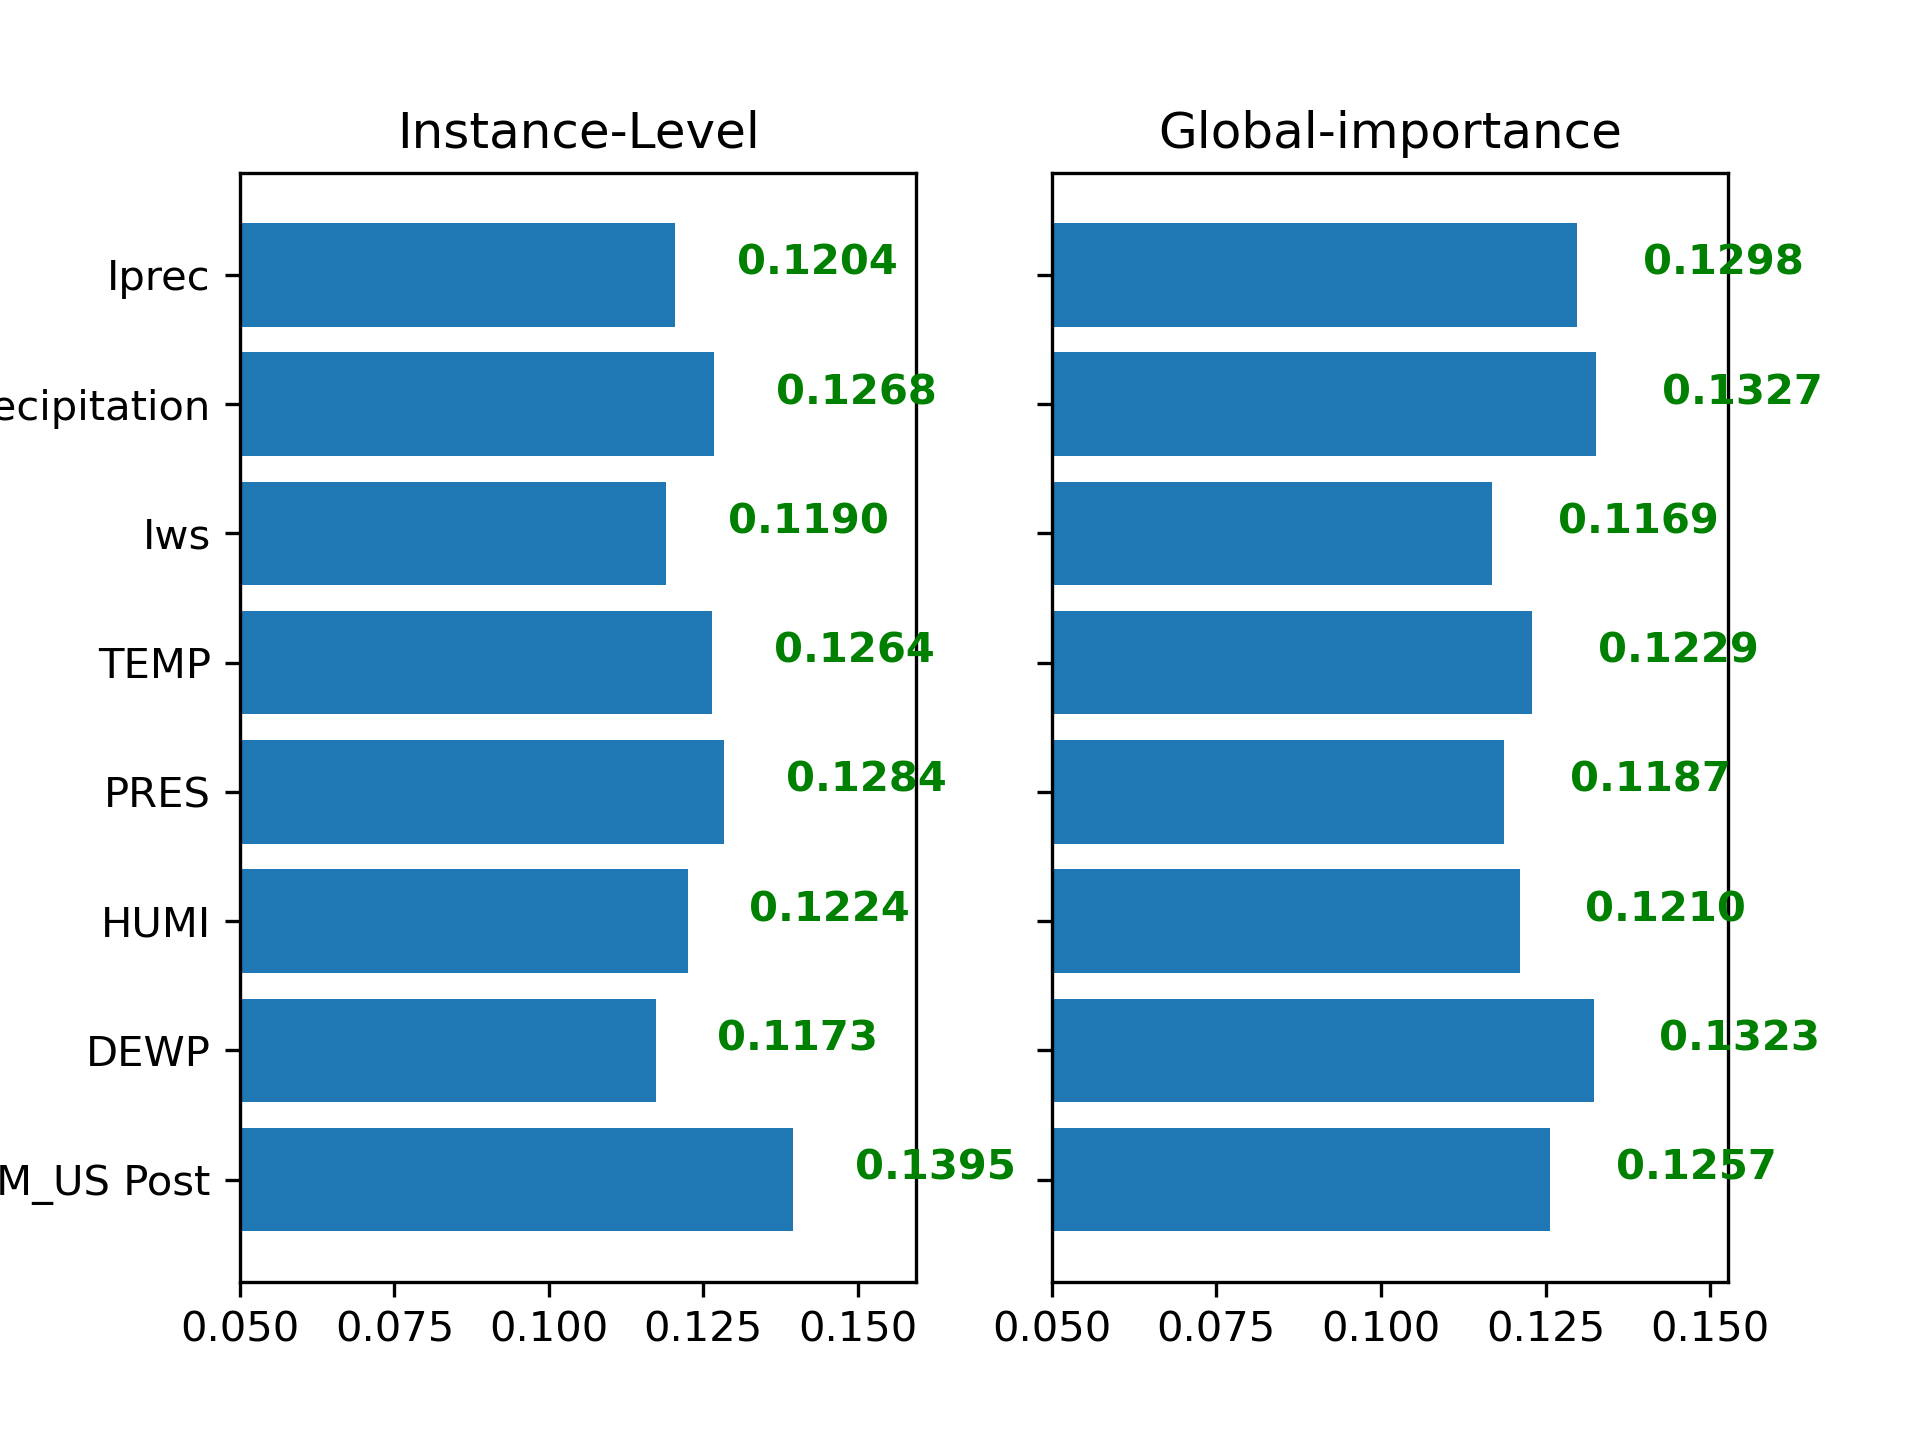 Instance-Level Global-importance
Iprec 0.1204 0.1298
ecipitation 0.1268 0.1327
Iws 0.1190 0.1169
TEMP 0.1264 0.1229
PRES 0.1284 0.1187
HUMI 0.1224 0.1210
DEWP 0.1173 0.1323
M_US Post 0.1395 0.1257
0.050 0.075 0.100 0.125 0.150 0.050 0.075 0.100 0.125 0.150